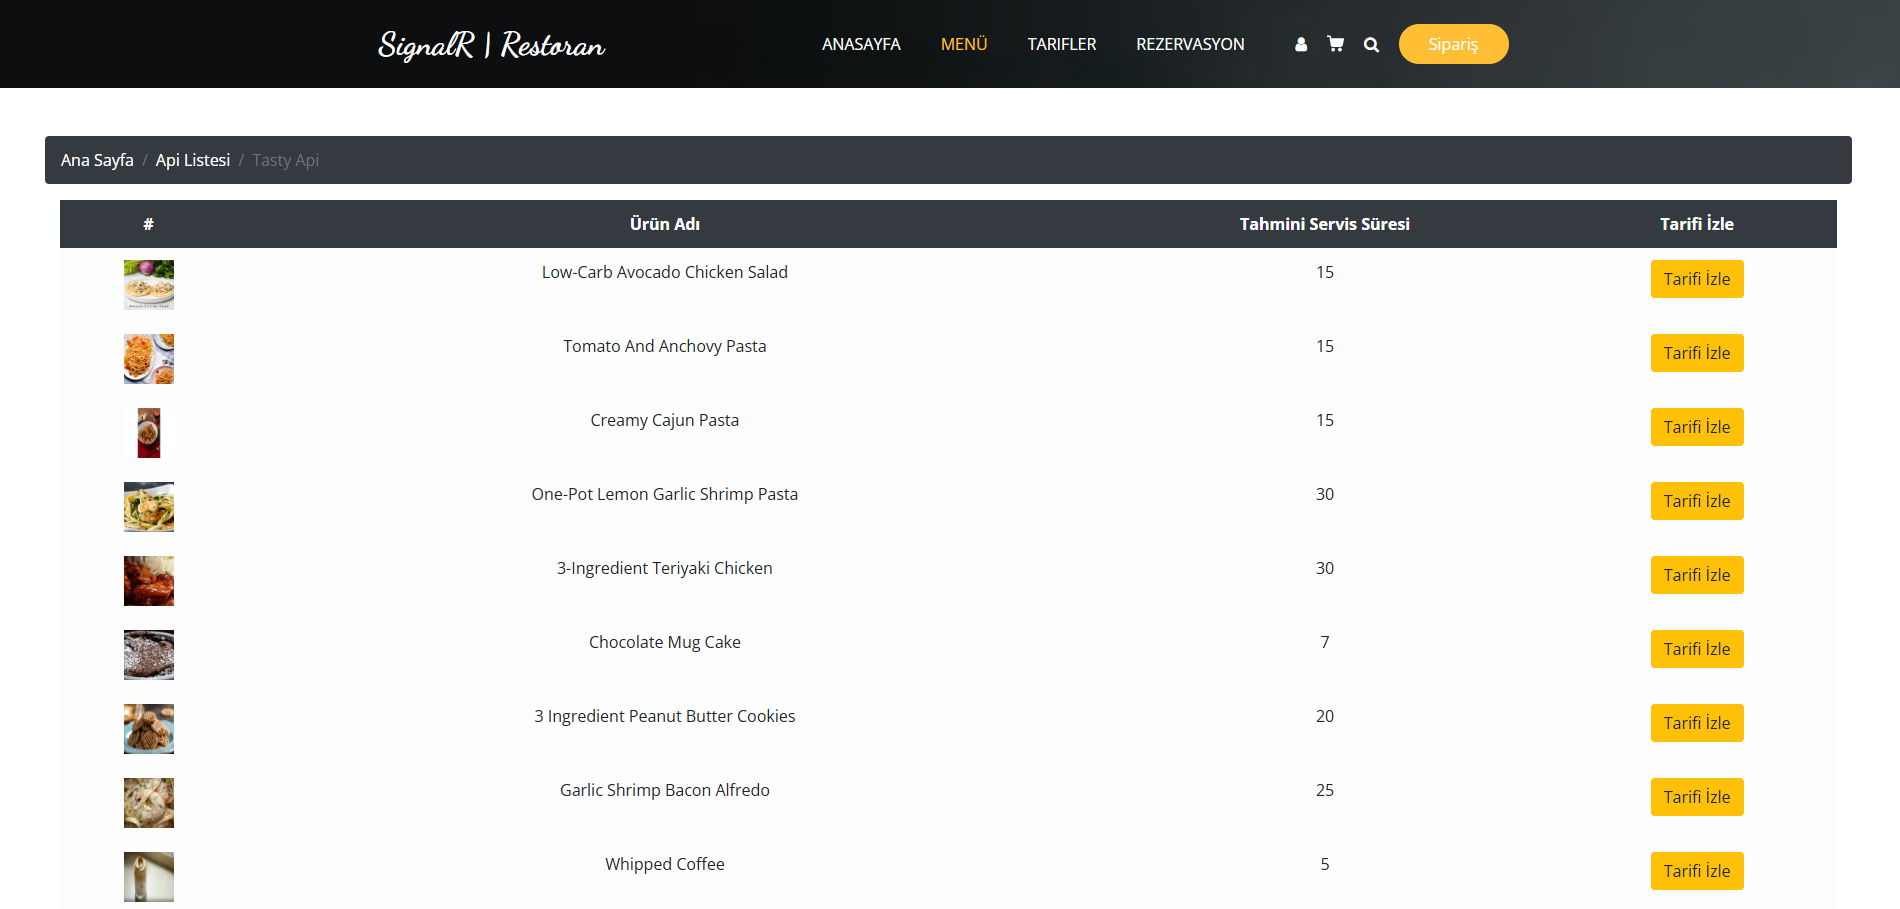 SignalR | Restoran
ANASAYFA MENÜ TARIFLER REZERVASYON Sipariş
Ana Sayfa / Api Listesi / Tasty Api
# Ürün Adı Tahmini Servis Süresi Tarifi İzle
Low-Carb Avocado Chicken Salad 15 Tarifi İzle
Tomato And Anchovy Pasta 15 Tarifi İzle
Creamy Cajun Pasta 15 Tarifi İzle
One-Pot Lemon Garlic Shrimp Pasta 30 Tarifi İzle
3-Ingredient Teriyaki Chicken 30 Tarifi İzle
Chocolate Mug Cake 7 Tarifi İzle
3 Ingredient Peanut Butter Cookies 20 Tarifi İzle
Garlic Shrimp Bacon Alfredo 25 Tarifi İzle
Whipped Coffee 5 Tarifi İzle